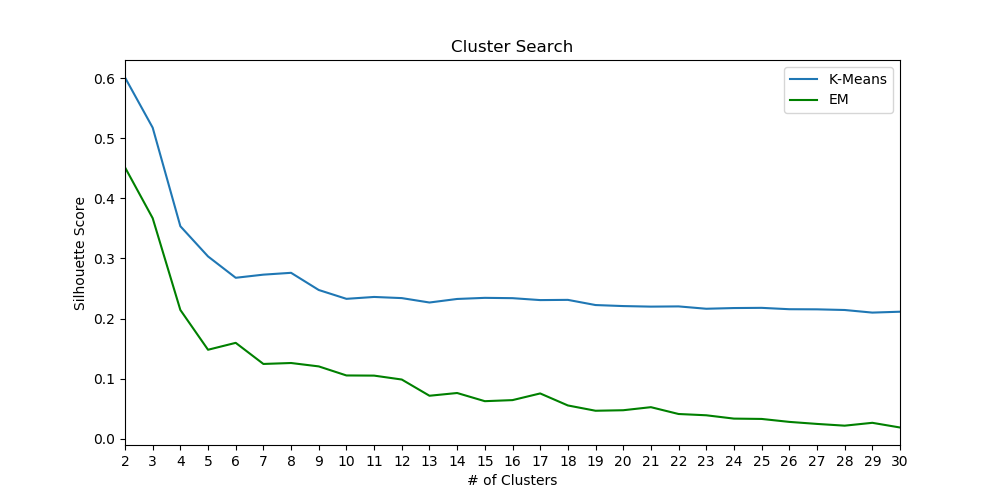 Cluster Search
K-Means
EM
Silhouette Score
0.6
0.5
0.4
0.3
0.2
0.1
0.0
2 3 4 5 6 7 8 9 10 11 12 13 14 15 16 17 18 19 20 21 22 23 24 25 26 27 28 29 30
# of Clusters